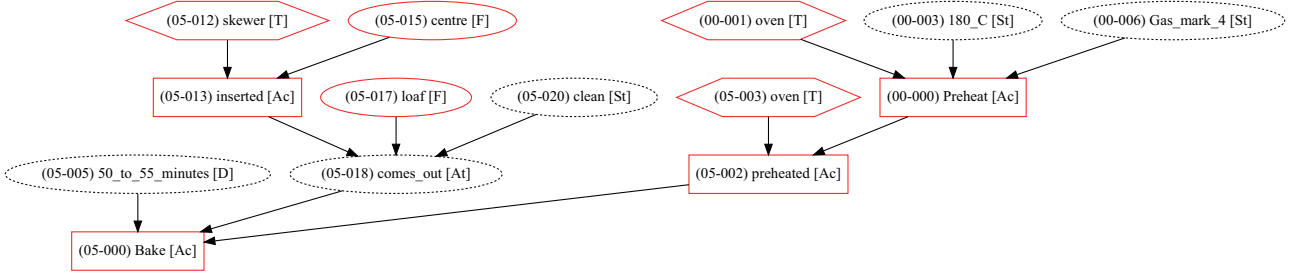 (05-012) skewer [T]
(05-015) centre [F]
(00-001) oven [T]
(00-003) 180_C [St]
(00-006) Gas_mark_4 [St]
(05-013) inserted [Ac]
(05-017) loaf [F]
(05-020) clean [St]
(05-003) oven [T]
(00-000) Preheat [Ac]
(05-005) 50_to_55_minutes [D]
(05-018) comes_out [At]
(05-002) preheated [Ac]
(05-000) Bake [Ac]